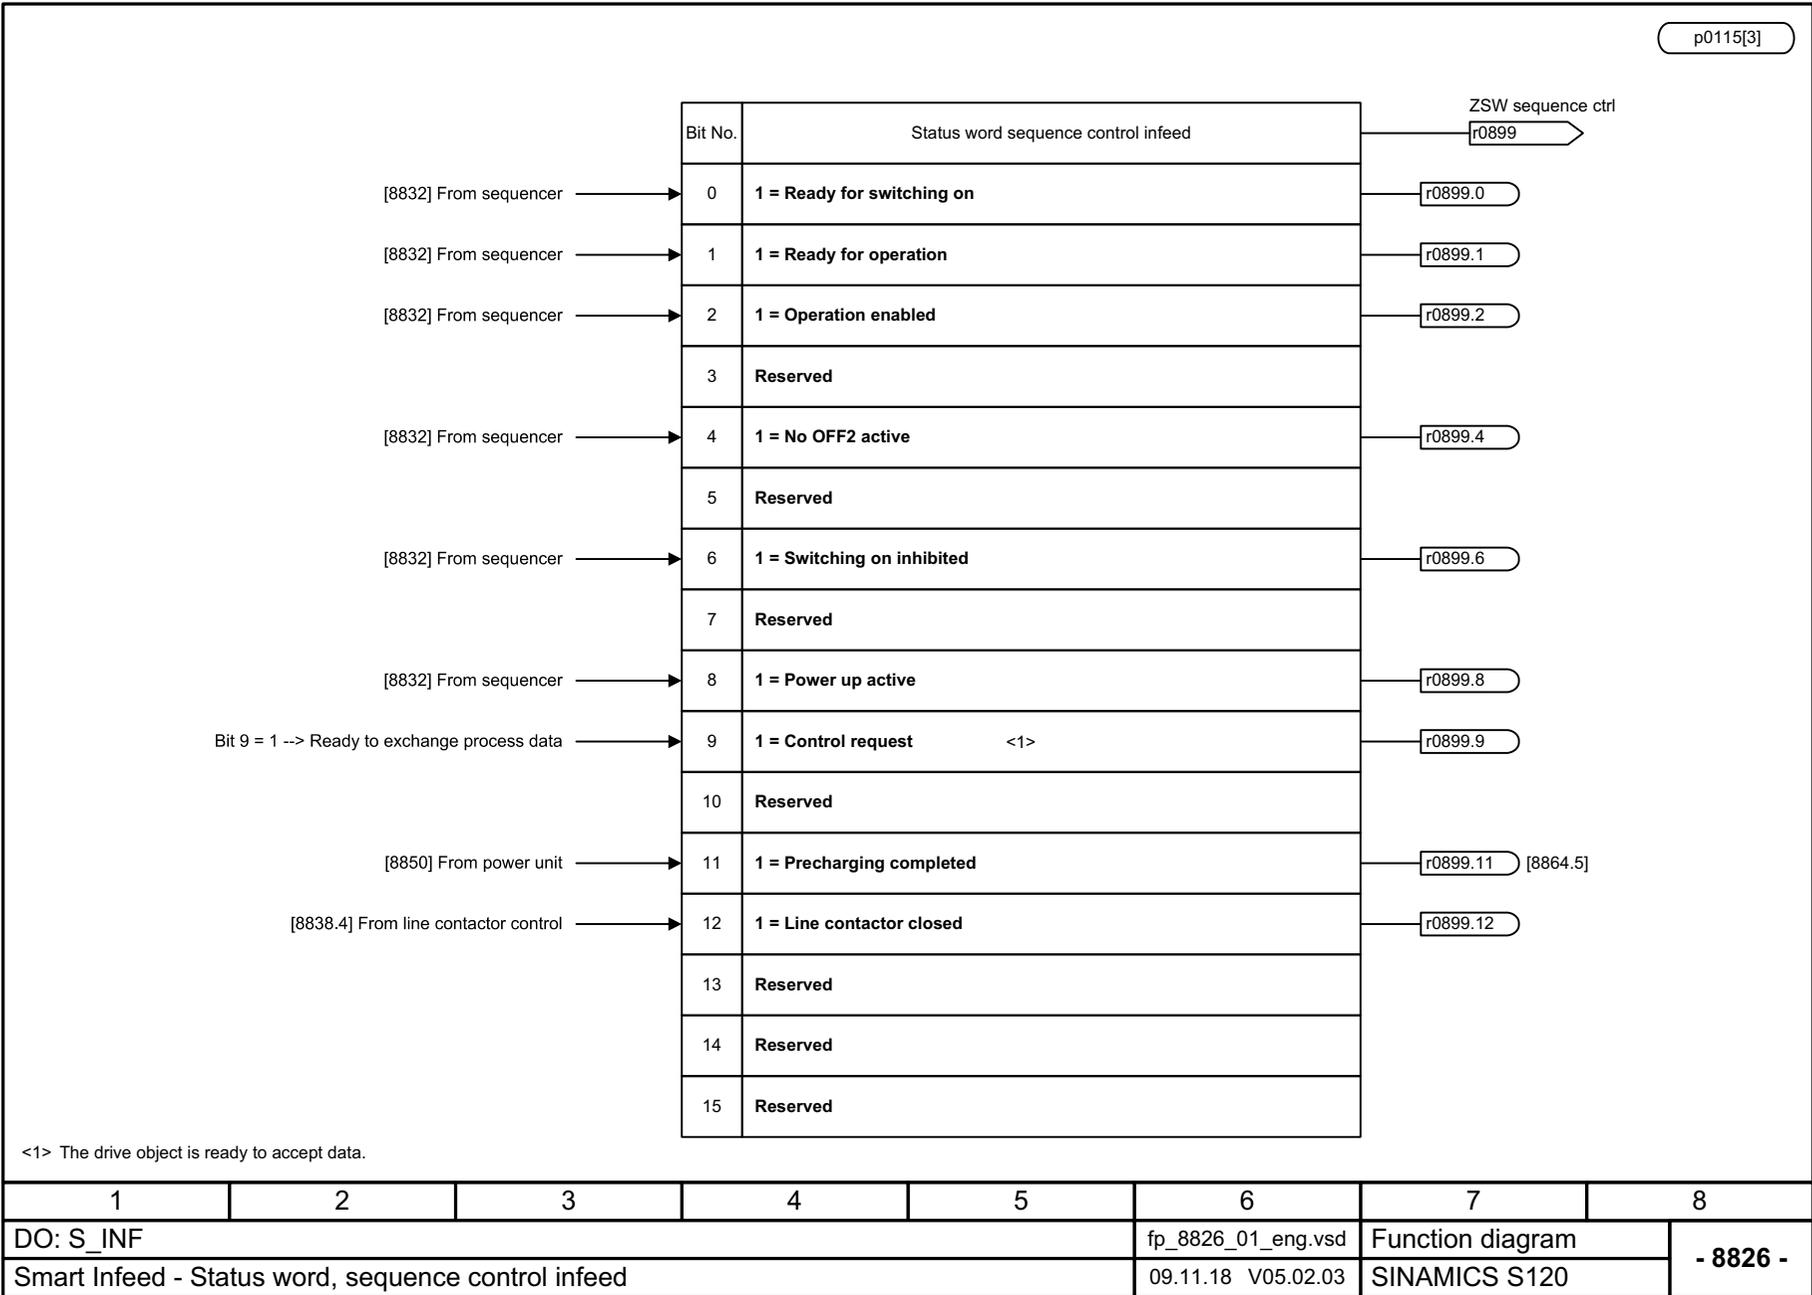 p0115[3]
ZSW sequence ctrl
Bit No. Status word sequence control infeed r0899
[8832] From sequencer 0 1 = Ready for switching on r0899.0
[8832] From sequencer 1 1 = Ready for operation r0899.1
[8832] From sequencer 2 1 = Operation enabled r0899.2
3 Reserved
[8832] From sequencer 4 1 = No OFF2 active r0899.4
5 Reserved
[8832] From sequencer 6 1 = Switching on inhibited r0899.6
7 Reserved
[8832] From sequencer 8 1 = Power up active r0899.8
Bit 9 = 1 --> Ready to exchange process data 9 1 = Control request <1> r0899.9
10 Reserved
[8850] From power unit 11 1 = Precharging completed r0899.11 [8864.5]
[8838.4] From line contactor control 12 1 = Line contactor closed r0899.12
13 Reserved
14 Reserved
15 Reserved
<1> The drive object is ready to accept data.
1 2 3 4 5 6 7 8
DO: S_INF fp_8826_01_eng.vsd Function diagram - 8826 -
Smart Infeed - Status word, sequence control infeed 09.11.18 V05.02.03 SINAMICS S120